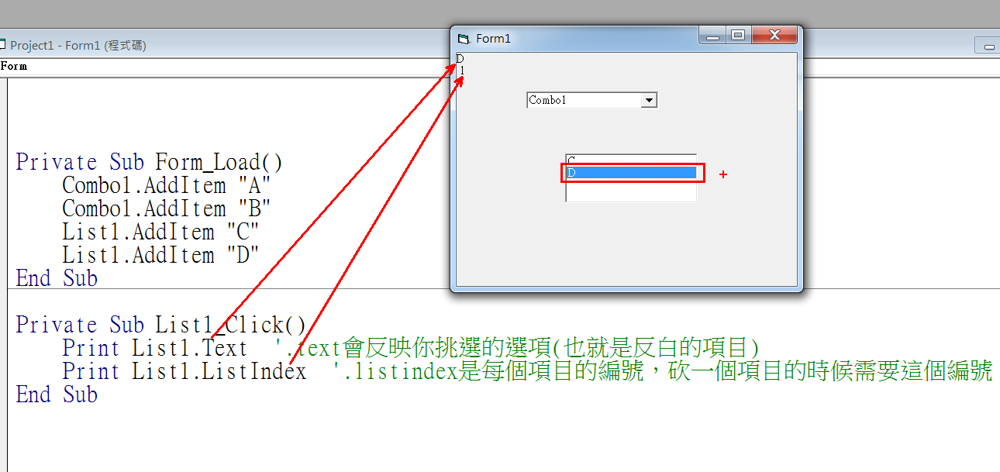 Project1 - Form1 (程式碼)
Form
Form1
D
1
Combo1
C
D
Private Sub Form_Load()
Combo1.AddItem "A"
Combo1.AddItem "B"
List1.AddItem "C"
List1.AddItem "D"
End Sub
Private Sub List1_Click()
Print List1.Text '.text會反映你挑選的選項(也就是反白的項目)
Print List1.ListIndex '.listindex是每個項目的編號，砍一個項目的時候需要這個編號
End Sub